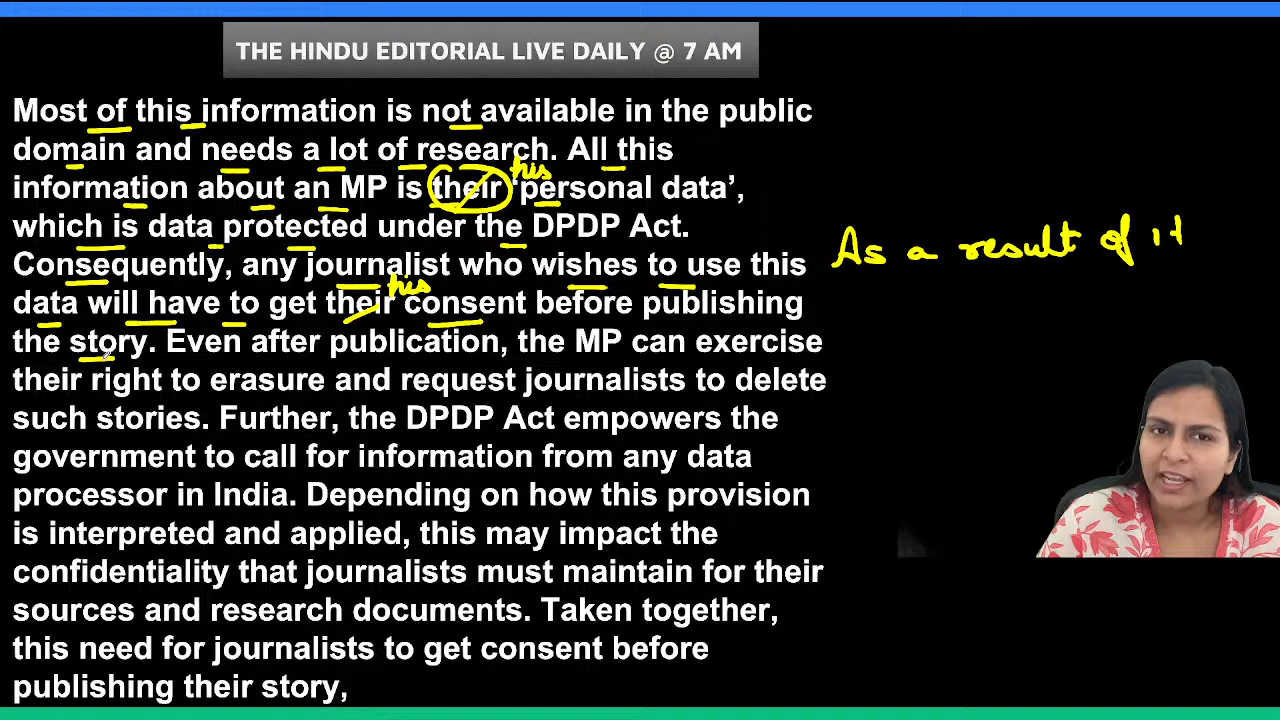 THE HINDU EDITORIAL LIVE DAILY @ 7 AM
Most of this information is not available in the public
domain and needs a lot of research. All this
his
information about an MP is their ‘personal data’,
which is data protected under the DPDP Act.
As a result of it
Consequently, any journalist who wishes to use this
his
data will have to get their consent before publishing
the story. Even after publication, the MP can exercise
their right to erasure and request journalists to delete
such stories. Further, the DPDP Act empowers the
government to call for information from any data
processor in India. Depending on how this provision
is interpreted and applied, this may impact the
confidentiality that journalists must maintain for their
sources and research documents. Taken together,
this need for journalists to get consent before
publishing their story,